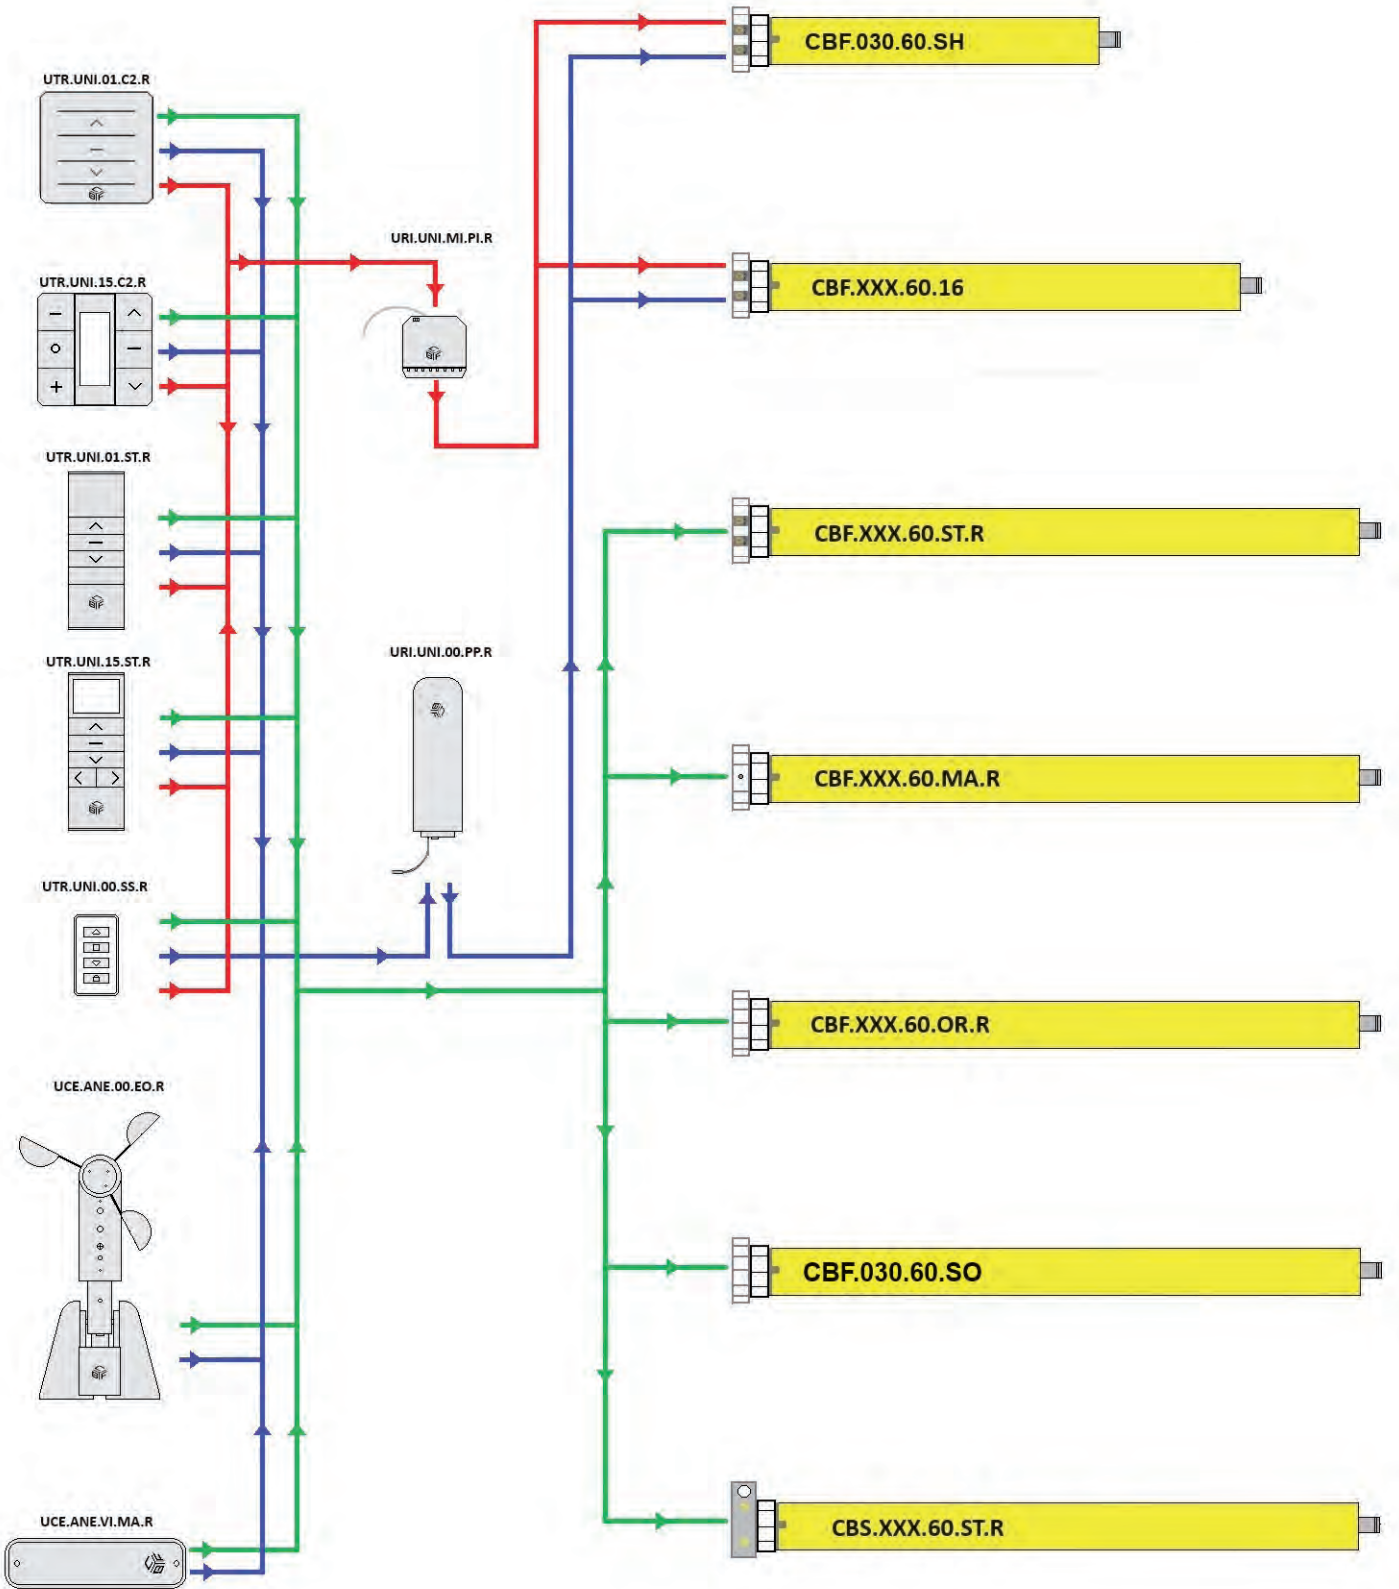 UTR.UNI.01.C2.R
UTR.UNI.15.C2.R
UTR.UNI.01.ST.R
UTR.UNI.15.ST.R
UTR.UNI.00.SS.R
UCE.ANE.00.EO.R
UCE.ANE.VI.MA.R
URI.UNI.MI.PI.R
URI.UNI.00.PP.R
CBF.030.60.SH
CBF.XXX.60.16
CBF.XXX.60.ST.R
CBF.XXX.60.MA.R
CBF.XXX.60.OR.R
CBF.030.60.SO
CBS.XXX.60.ST.R